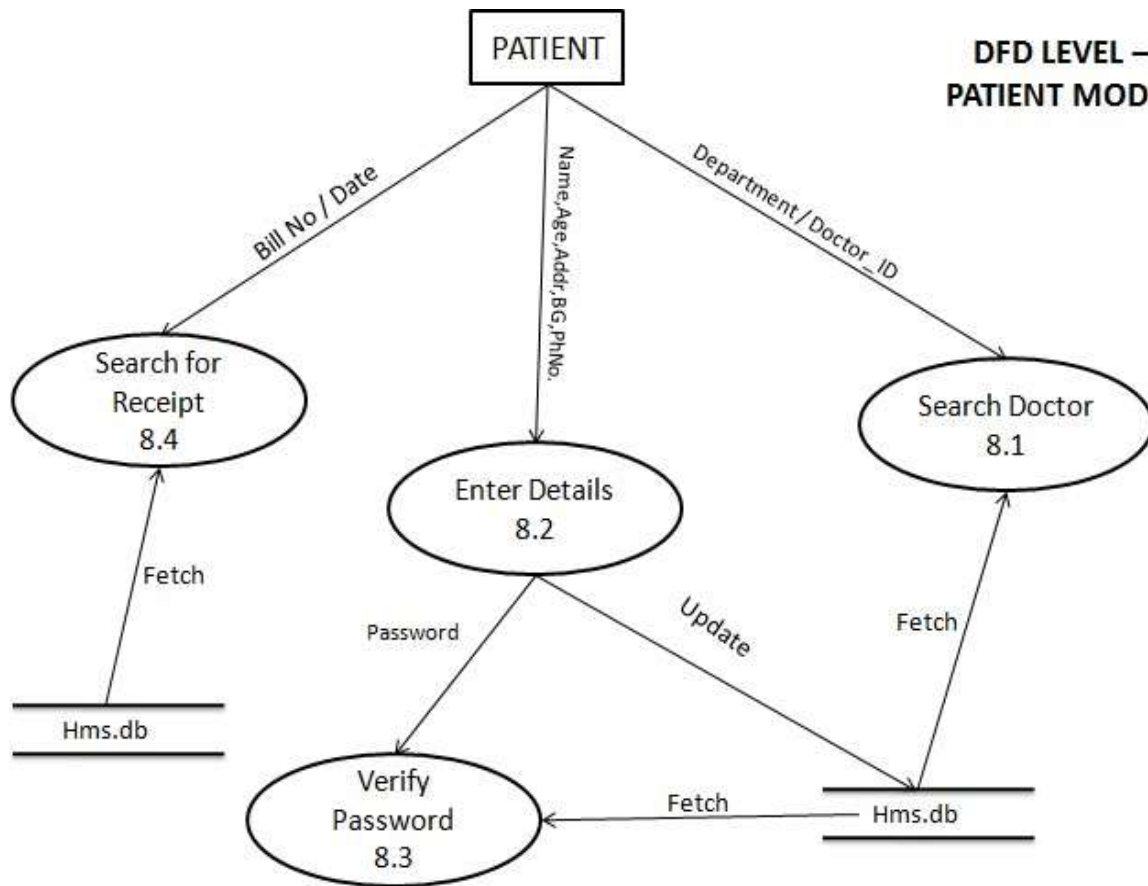 PATIENT
DFD LEVEL –
PATIENT MOD
Bill No / Date
Name,Age,Addr,BG,PhNo.
Department/Doctor_ID
Search for
Receipt
8.4
Search Doctor
8.1
Enter Details
8.2
Fetch
Password
Update
Fetch
Hms.db
Verify
Password
8.3
Fetch
Hms.db